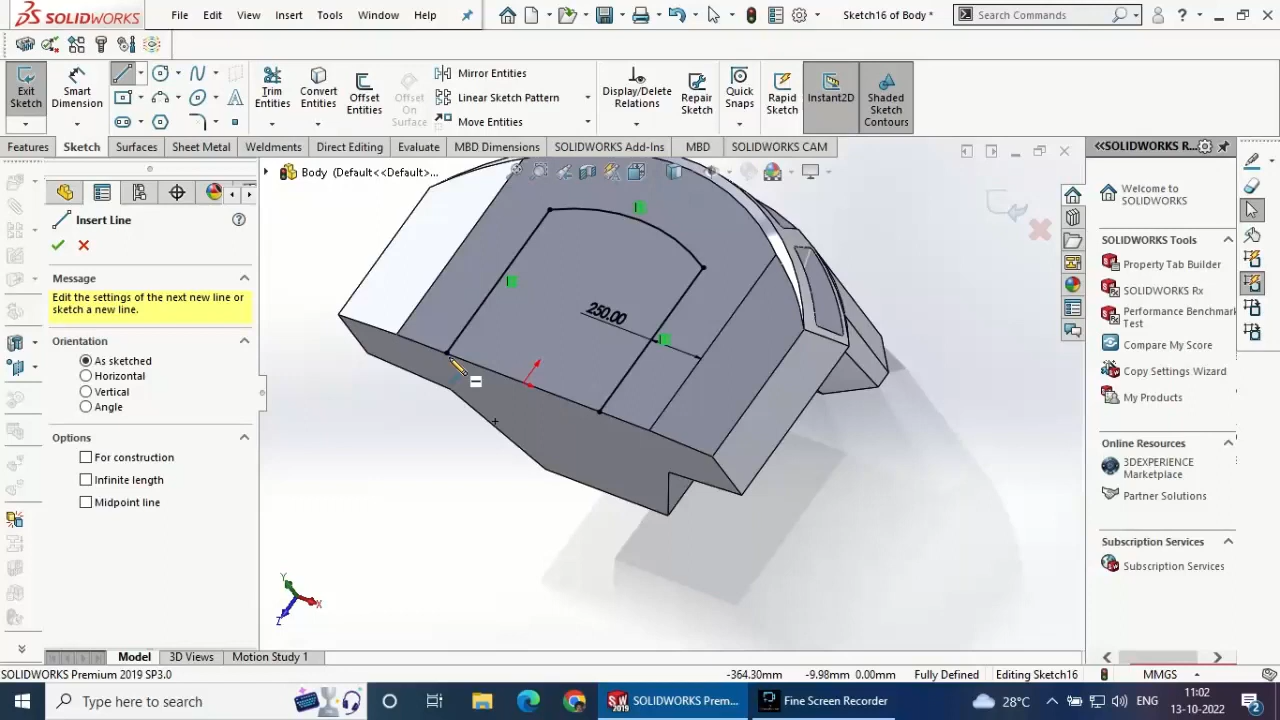 SOLIDWORKS
File Edit View Insert Tools Window Help
Sketch16 of Body *
Search Commands
Exit Sketch
Smart Dimension
Trim Entities
Convert Entities
Offset Entities
Offset On Surface
Mirror Entities
Linear Sketch Pattern
Move Entities
Display/Delete Relations
Repair Sketch
Quick Snaps
Rapid Sketch
Instant2D
Shaded Sketch Contours
Features Sketch Surfaces Sheet Metal Weldments Direct Editing Evaluate MBD Dimensions SOLIDWORKS Add-Ins MBD SOLIDWORKS CAM
Insert Line
Message
Edit the settings of the next new line or
sketch a new line.
Orientation
As sketched
Horizontal
Vertical
Angle
Options
For construction
Infinite length
Midpoint line
Body (Default<<Default>...
250.00
Y
X
Z
<<SOLIDWORKS R...
Welcome to
SOLIDWORKS
SOLIDWORKS Tools
Property Tab Builder
SOLIDWORKS Rx
Performance Benchmark
Test
Compare My Score
Copy Settings Wizard
My Products
Online Resources
3DEXPERIENCE
Marketplace
Partner Solutions
Subscription Services
Subscription Services
Model 3D Views Motion Study 1
SOLIDWORKS Premium 2019 SP3.0
-364.30mm -9.98mm 0.00mm Fully Defined Editing Sketch16 MMGS
Type here to search
SOLIDWORKS Prem...
Fine Screen Recorder
28°C
ENG
11:02
13-10-2022
2